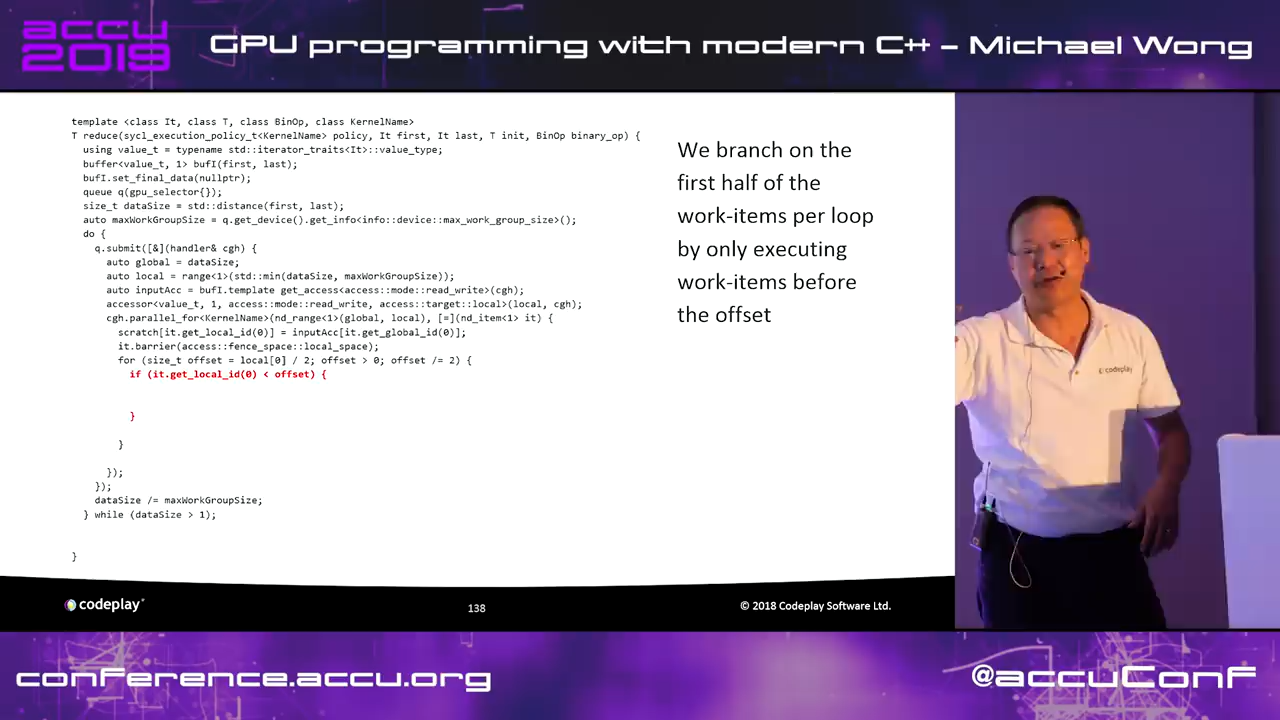 accu
2019
GPU programming with modern C++ – Michael Wong
template <class It, class T, class BinOp, class KernelName>
T reduce(sycl_execution_policy_t<KernelName> policy, It first, It last, T init, BinOp binary_op) {
using value_t = typename std::iterator_traits<It>::value_type;
buffer<value_t, 1> bufI(first, last);
bufI.set_final_data(nullptr);
queue q(gpu_selector{});
size_t dataSize = std::distance(first, last);
auto maxWorkGroupSize = q.get_device().get_info<info::device::max_work_group_size>();
do {
q.submit([&](handler& cgh) {
auto global = dataSize;
auto local = range<1>(std::min(dataSize, maxWorkGroupSize));
auto inputAcc = bufI.template get_access<access::mode::read_write>(cgh);
accessor<value_t, 1, access::mode::read_write, access::target::local>(local, cgh);
cgh.parallel_for<KernelName>(nd_range<1>(global, local), [=](nd_item<1> it) {
scratch[it.get_local_id(0)] = inputAcc[it.get_global_id(0)];
it.barrier(access::fence_space::local_space);
for (size_t offset = local[0] / 2; offset > 0; offset /= 2) {
if (it.get_local_id(0) < offset) {
}
}
});
});
dataSize /= maxWorkGroupSize;
} while (dataSize > 1);
}
We branch on the
first half of the
work-items per loop
by only executing
work-items before
the offset
codeplay
138
© 2018 Codeplay Software Ltd.
codeplay
conference.accu.org
@accuConf